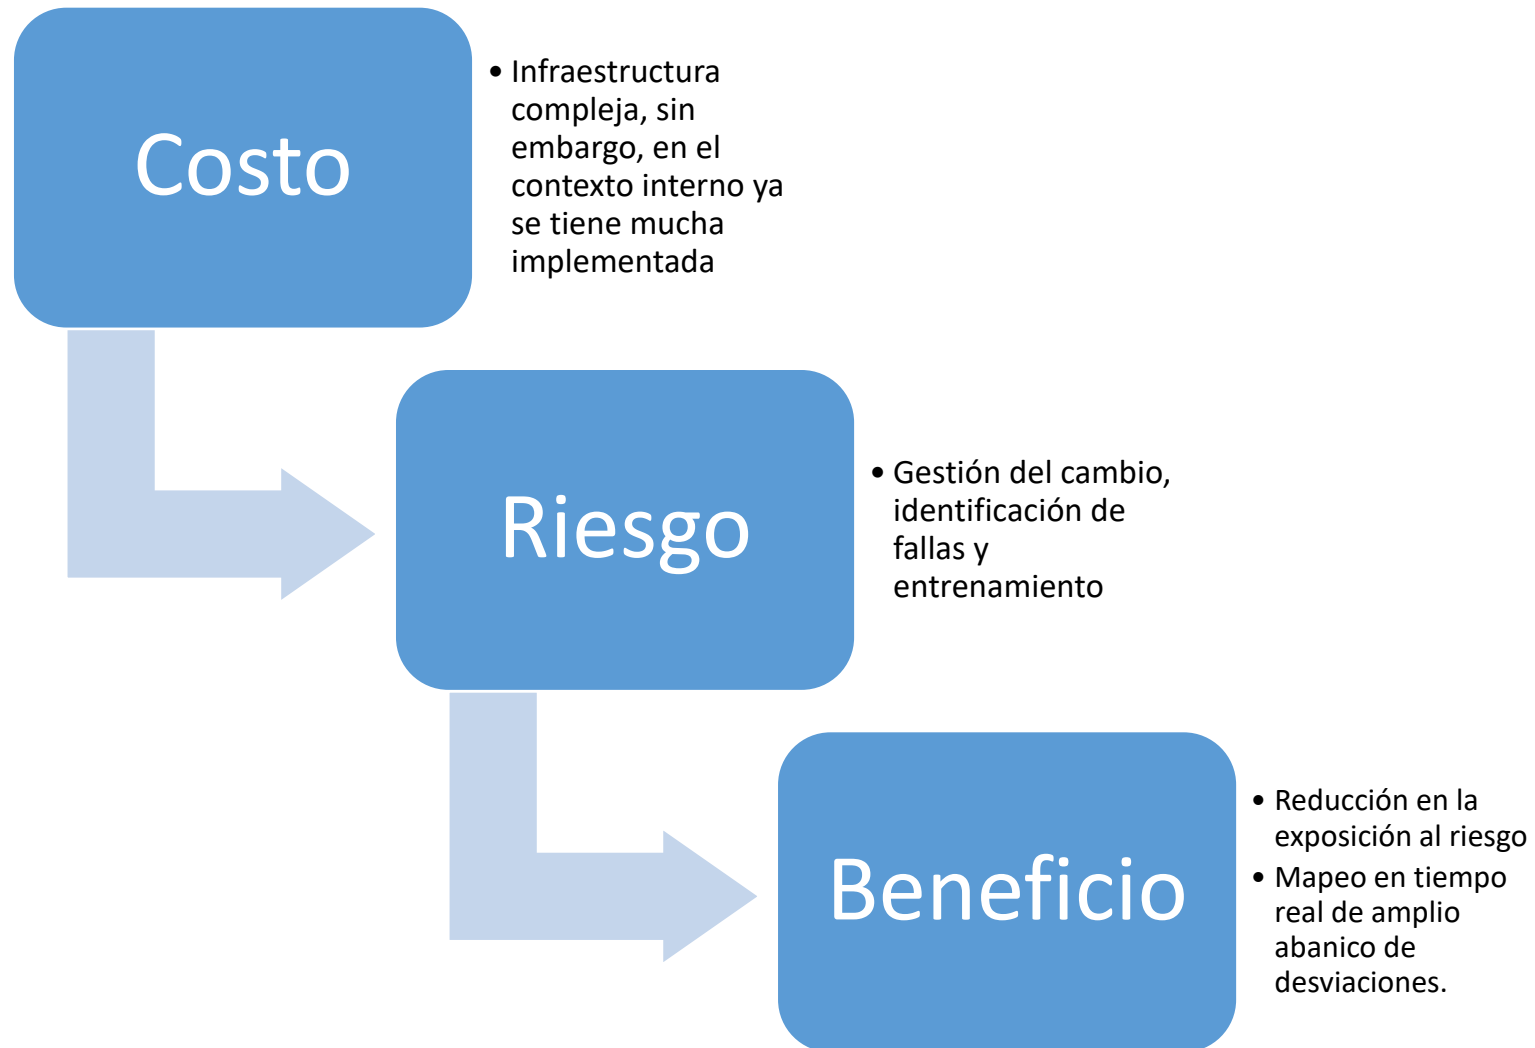 Costo
• Infraestructura
compleja, sin
embargo, en el
contexto interno ya
se tiene mucha
implementada
Riesgo
• Gestión del cambio,
identificación de
fallas y
entrenamiento
Beneficio
• Reducción en la
exposición al riesgo
• Mapeo en tiempo
real de amplio
abanico de
desviaciones.